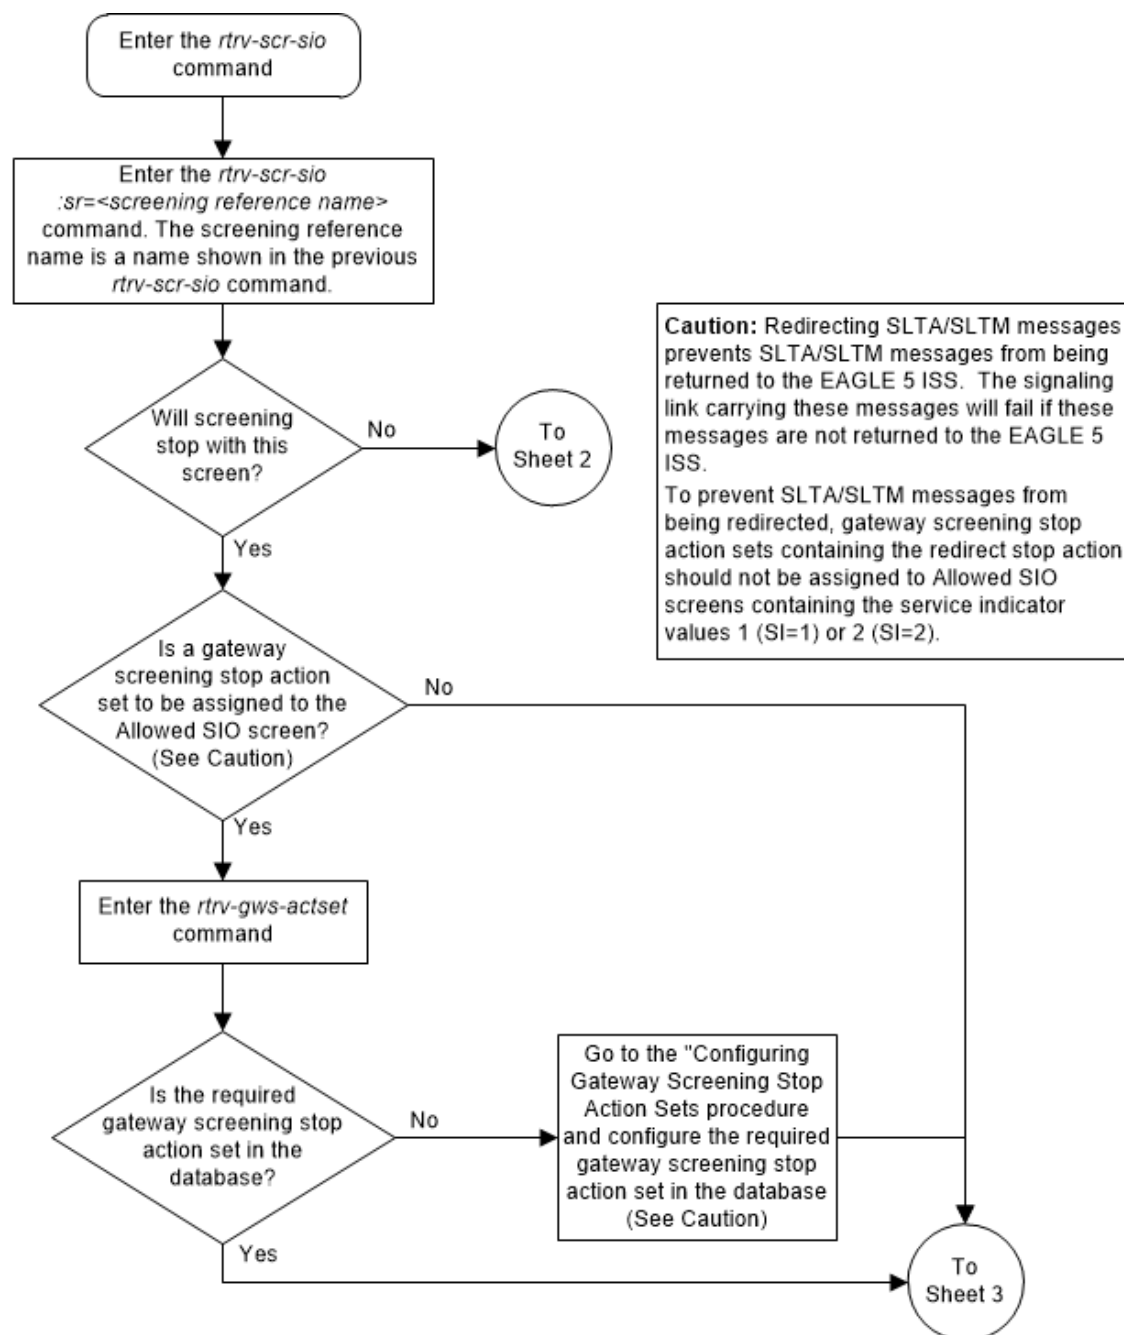 Enter the rtrv-scr-sio
command
Enter the rtrv-scr-sio
:sr=<screening reference name>
command. The screening reference
name is a name shown in the previous
rtrv-scr-sio command.
Will screening
stop with this
screen?
No
To
Sheet 2
Yes
Caution: Redirecting SLTA/SLTM messages
prevents SLTA/SLTM messages from being
returned to the EAGLE 5 ISS. The signaling
link carrying these messages will fail if these
messages are not returned to the EAGLE 5
ISS.
To prevent SLTA/SLTM messages from
being redirected, gateway screening stop
action sets containing the redirect stop action
should not be assigned to Allowed SIO
screens containing the service indicator
values 1 (SI=1) or 2 (SI=2).
Is a gateway
screening stop action
set to be assigned to the
Allowed SIO screen?
(See Caution)
No
Yes
Enter the rtrv-gws-actset
command
Is the required
gateway screening stop
action set in the
database?
No
Go to the "Configuring
Gateway Screening Stop
Action Sets procedure
and configure the required
gateway screening stop
action set in the database
(See Caution)
Yes
To
Sheet 3